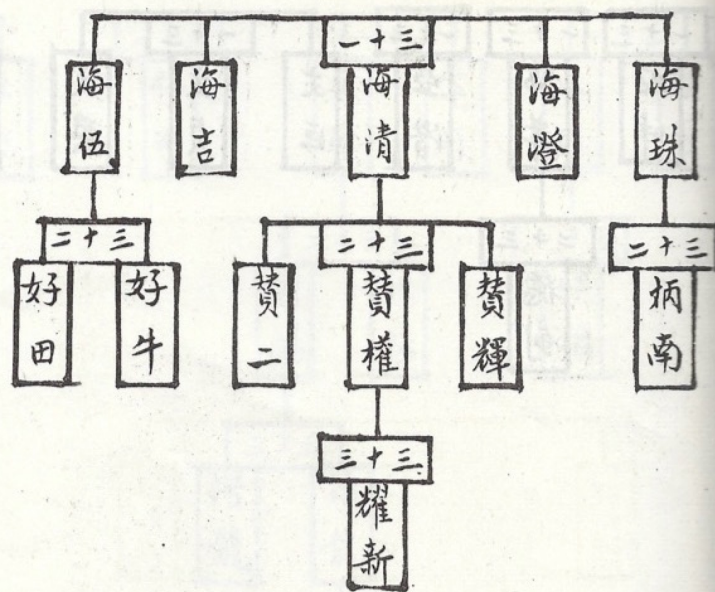 三十一
海珠
海澄
海清
海吉
海伍
三十二
三十二
三十二
炳南
賛輝
賛權
賛二
好牛
好田
三十三
耀新